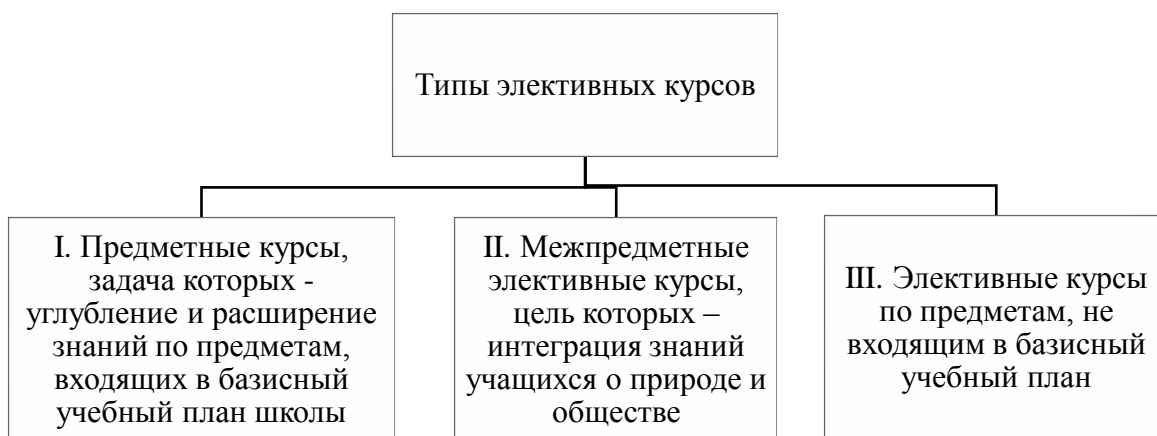 Типы элективных курсов
I. Предметные курсы,
задача которых -
углубление и расширение
знаний по предметам,
входящих в базисный
учебный план школы
II. Межпредметные
элективные курсы,
цель которых –
интеграция знаний
учащихся о природе и
обществе
III. Элективные курсы
по предметам, не
входящим в базисный
учебный план